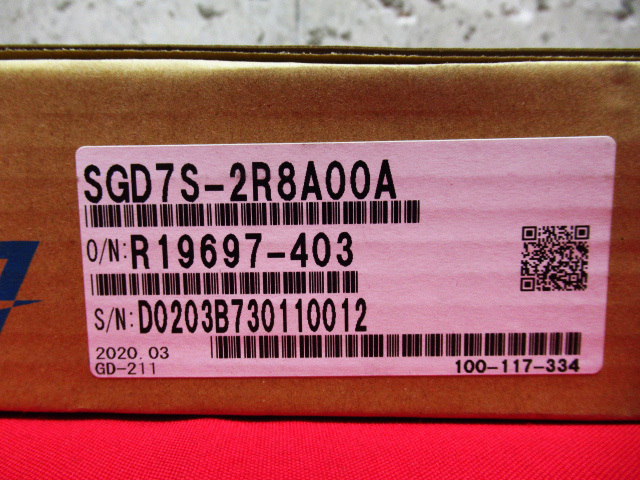 SGD7S-2R8A00A
O/N: R19697-403
S/N: D0203B730110012
2020.03
GD-211
100-117-334